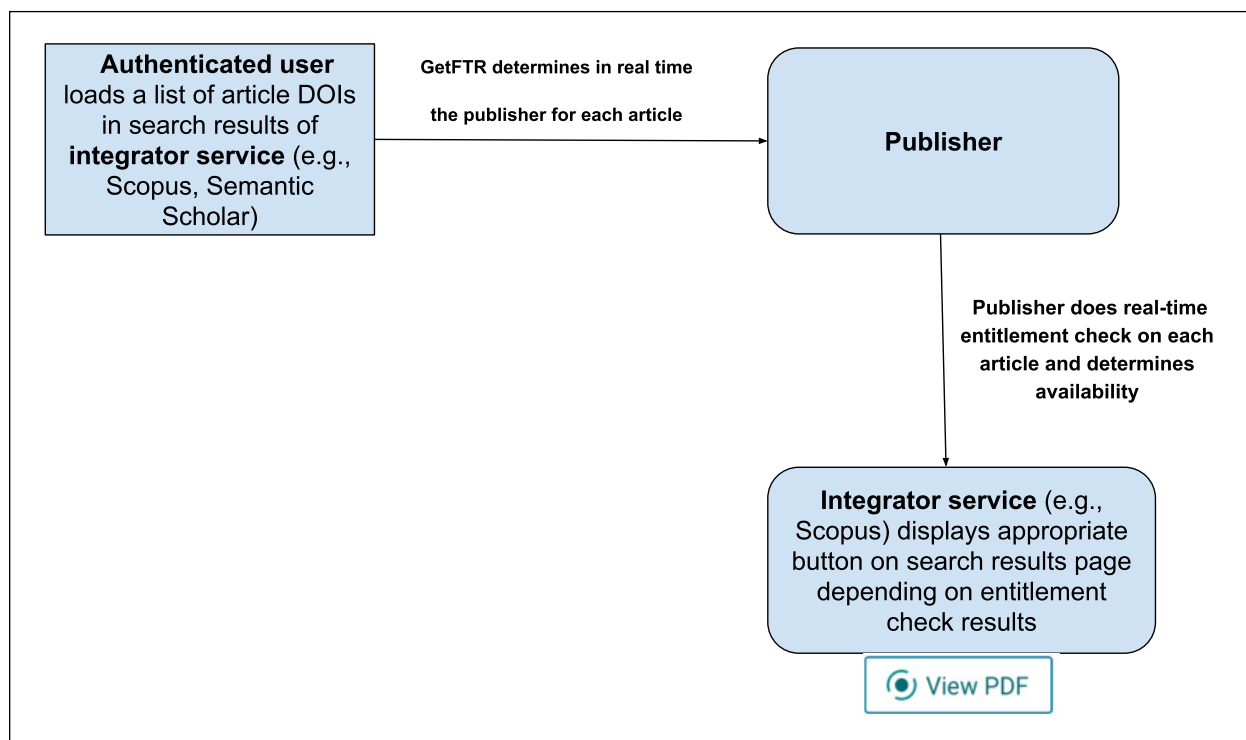 Authenticated user
loads a list of article DOIs
in search results of
integrator service (e.g.,
Scopus, Semantic
Scholar)
GetFTR determines in real time
the publisher for each article
Publisher
Publisher does real-time
entitlement check on each
article and determines
availability
Integrator service (e.g.,
Scopus) displays appropriate
button on search results page
depending on entitlement
check results
View PDF